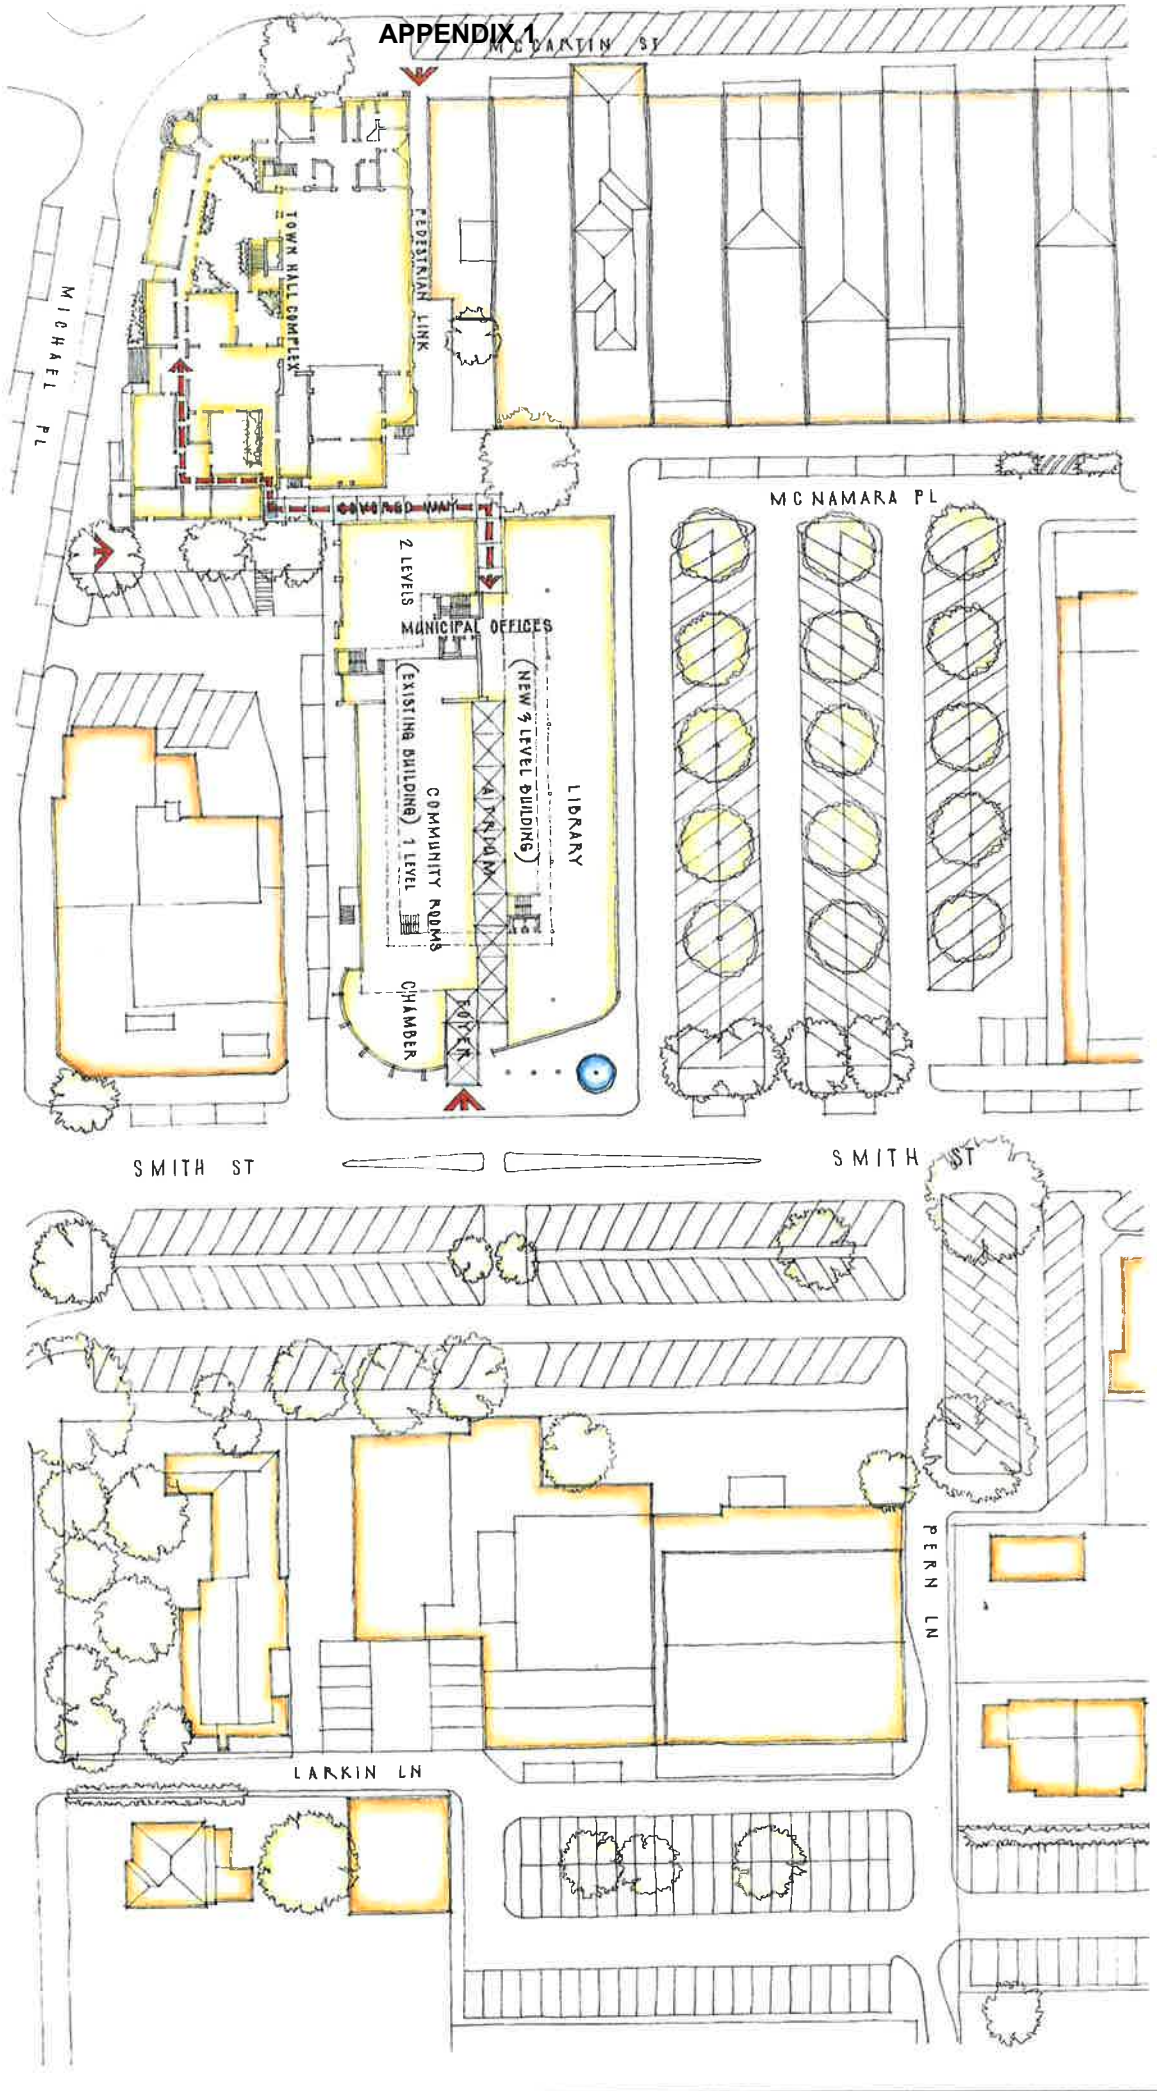 APPENDIX 1
MCCARTIN ST
PEDESTRIAN LINK
TOWN HALL COMPLEX
MICHAEL PL
MC NAMARA PL
COVERED WAY
2 LEVELS
MUNICIPAL OFFICES
(NEW 3 LEVEL BUILDING)
(EXISTING BUILDING) 1 LEVEL
LIBRARY
ATRIUM
COMMUNITY ROOMS
CHAMBER
FOYER
SMITH ST
SMITH ST
PERN LN
LARKIN LN